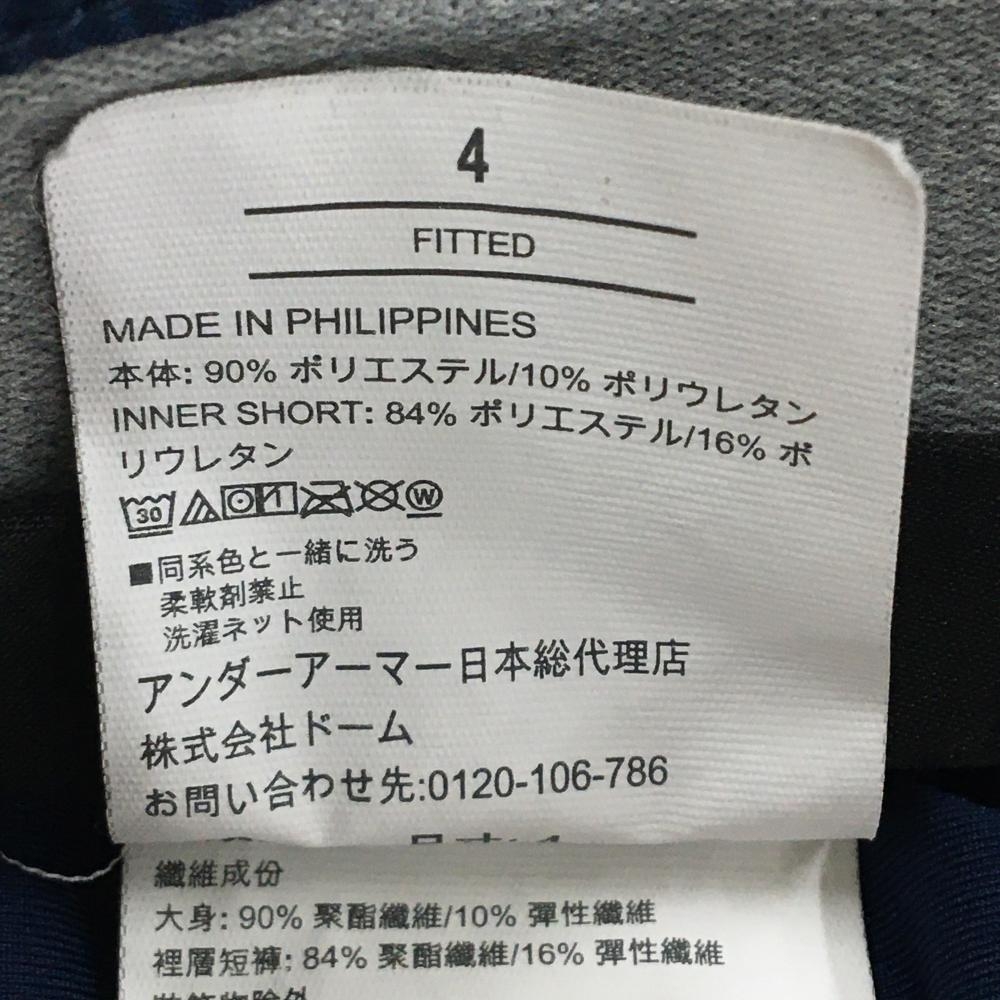 4
FITTED
MADE IN PHILIPPINES
本体: 90% ポリエステル/10% ポリウレタン
INNER SHORT: 84% ポリエステル/16% ポ
リウレタン
30 1 W
■同系色と一緒に洗う
柔軟剤禁止
洗濯ネット使用
アンダーアーマー日本総代理店
株式会社ドーム
お問い合わせ先:0120-106-786
纖維成份
大身: 90% 聚酯纖維/10% 彈性纖維
裡層短褲: 84% 聚酯纖維/16% 彈性纖維